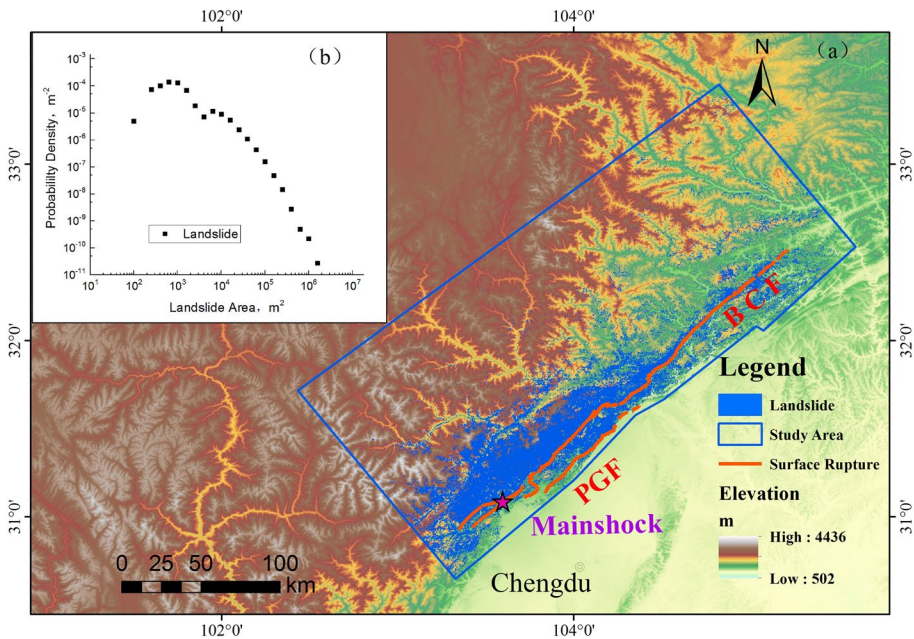 102°0'
104°0'
(b)
(a)
N
10-3
10-4
10-5
10-6
10-7
10-8
10-9
10-10
10-11
Probabiility Density, m-2
Landslide
101
102
103
104
105
106
107
Landslide Area, m2
33°0'
32°0'
31°0'
33°0'
32°0'
31°0'
BCF
PGF
Mainshock
Chengdu
Legend
Landslide
Study Area
Surface Rupture
Elevation
m
High : 4436
Low : 502
0 25 50 100
km
102°0'
104°0'